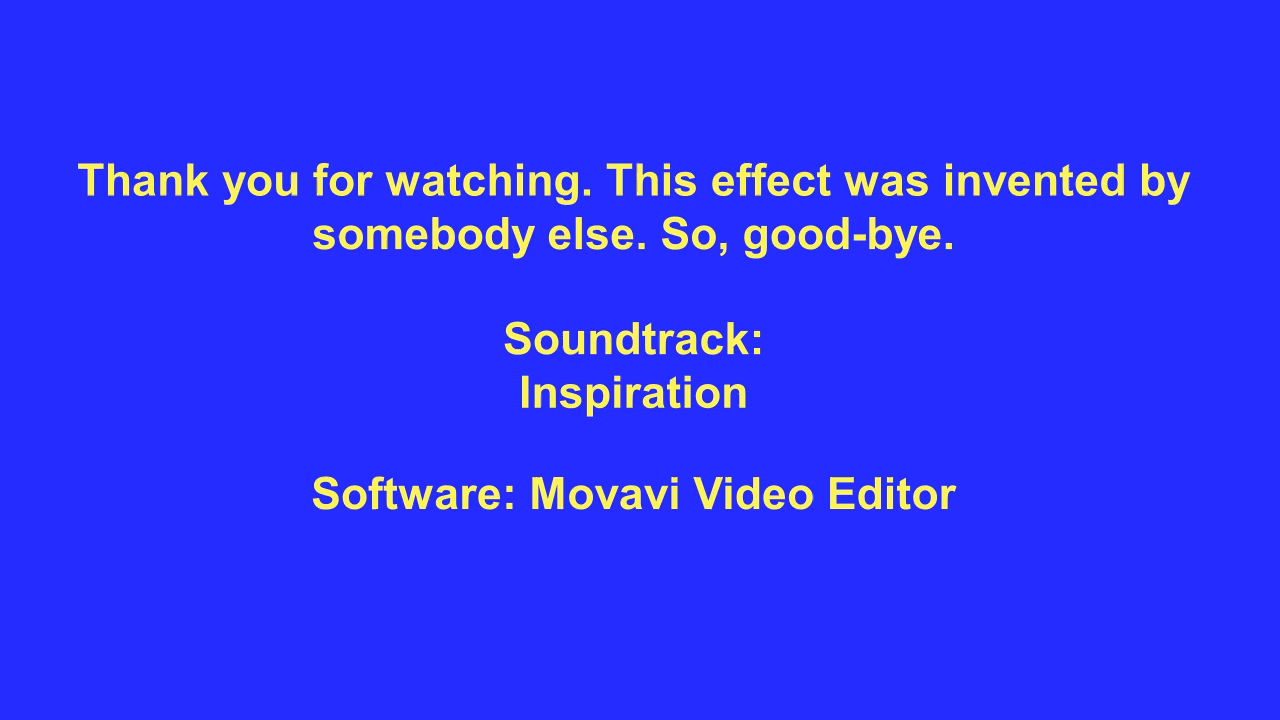 Thank you for watching. This effect was invented by
somebody else. So, good-bye.
Soundtrack:
Inspiration
Software: Movavi Video Editor